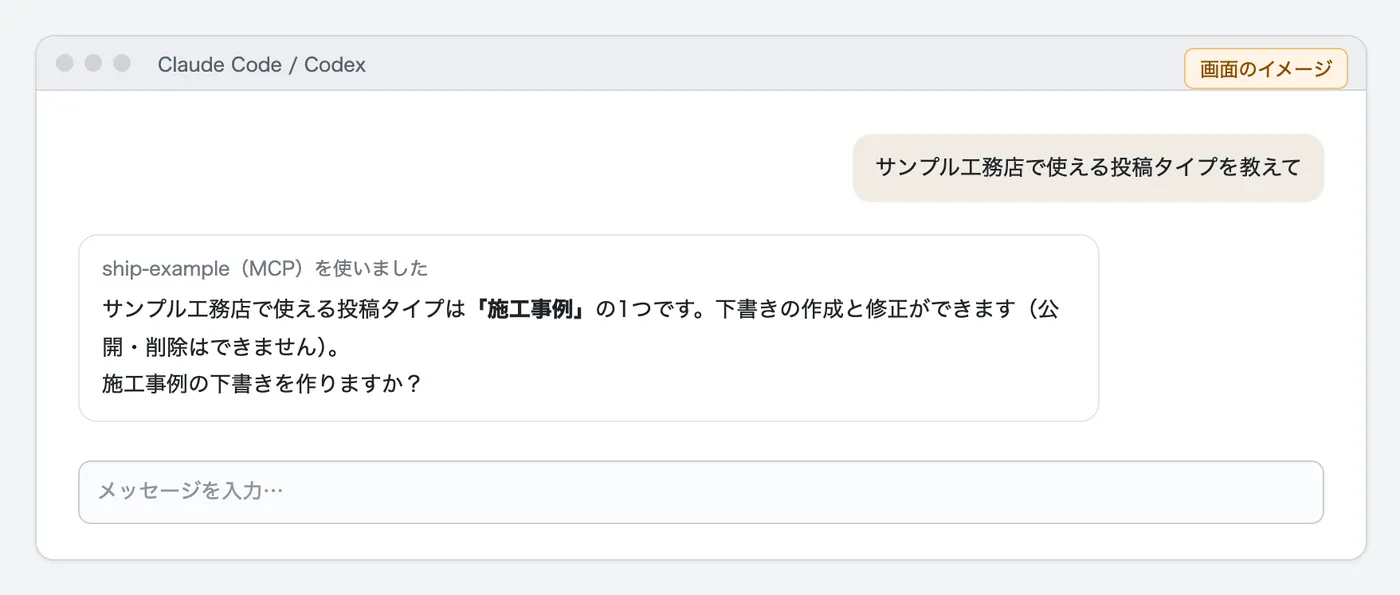 Claude Code / Codex
画面のイメージ
サンプル工務店で使える投稿タイプを教えて
ship-example（MCP）を使いました
サンプル工務店で使える投稿タイプは「施工事例」の1つです。下書きの作成と修正ができます（公
開・削除はできません）。
施工事例の下書きを作りますか？
メッセージを入力…